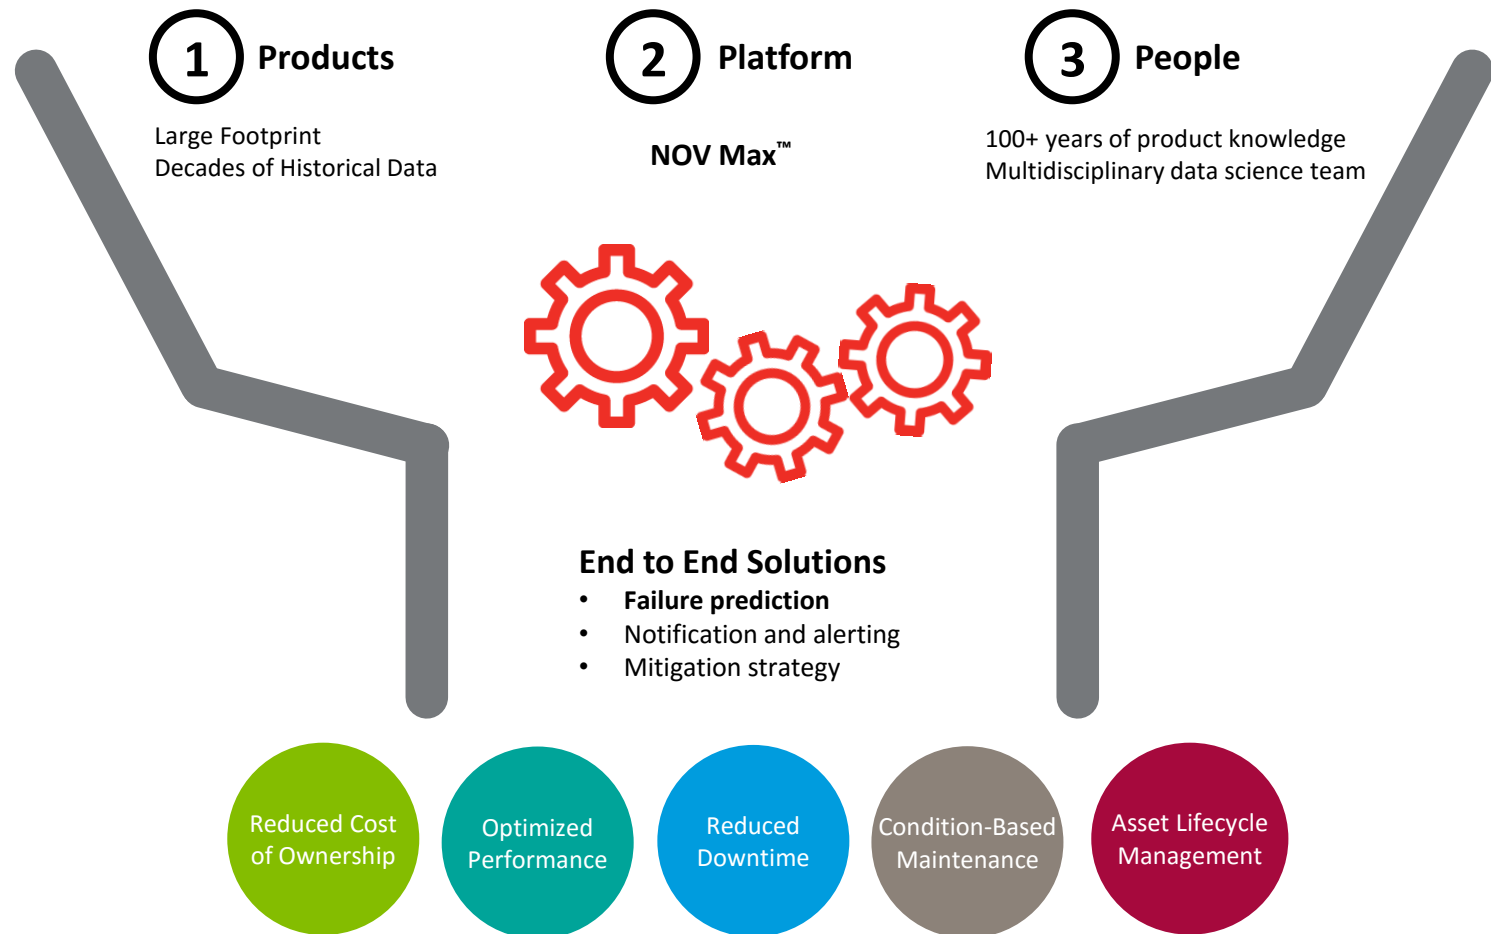 1 Products
2 Platform
3 People
Large Footprint
Decades of Historical Data
NOV Max™
100+ years of product knowledge
Multidisciplinary data science team
End to End Solutions
• Failure prediction
• Notification and alerting
• Mitigation strategy
Reduced Cost
of Ownership
Optimized
Performance
Reduced
Downtime
Condition-Based
Maintenance
Asset Lifecycle
Management